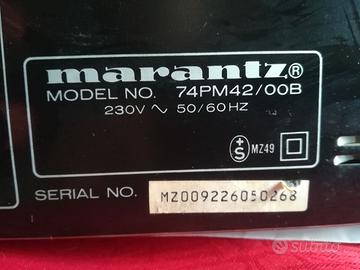 marantz®
MODEL NO. 74PM42/00B
230V ~ 50/60HZ
+S MZ49
SERIAL NO. MZ009226050268
subito